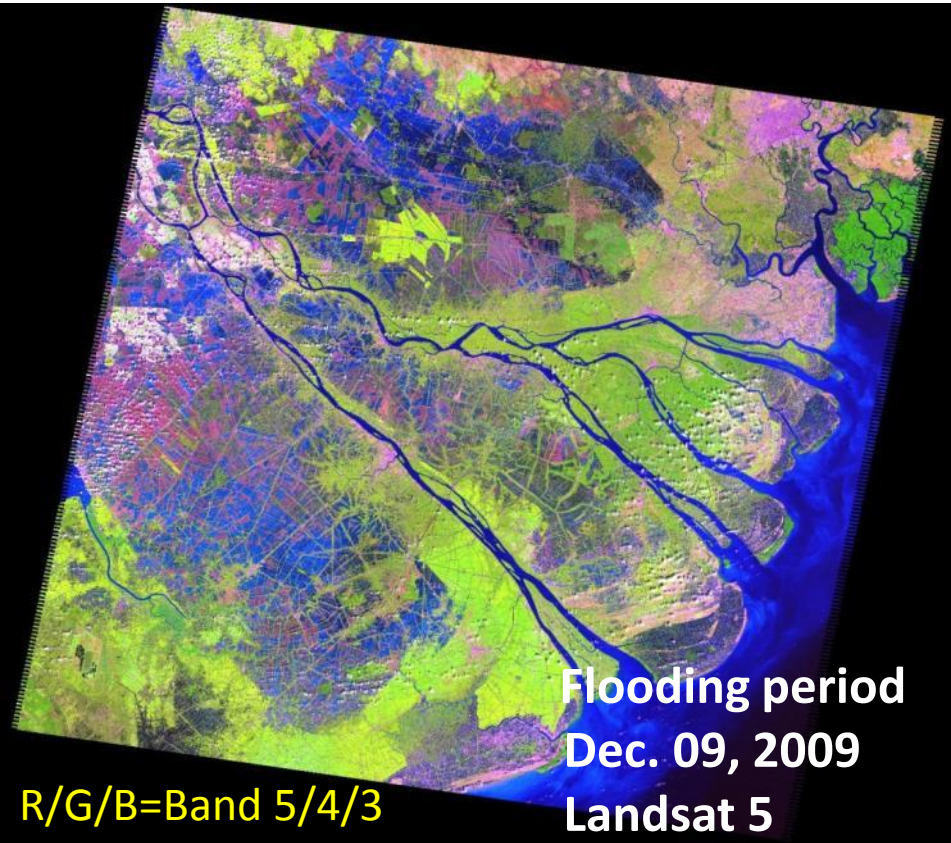 Flooding period
Dec. 09, 2009
Landsat 5
R/G/B=Band 5/4/3